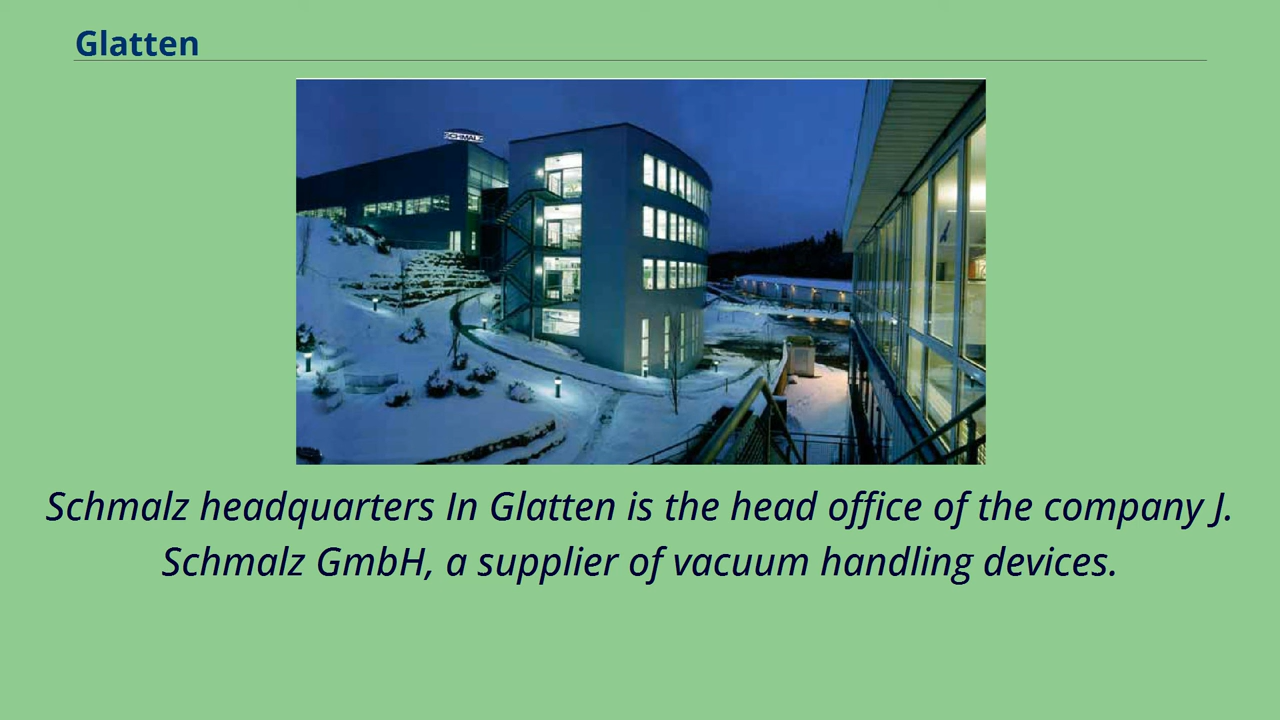 Glatten
SCHMALZ
Schmalz headquarters In Glatten is the head office of the company J.
Schmalz GmbH, a supplier of vacuum handling devices.